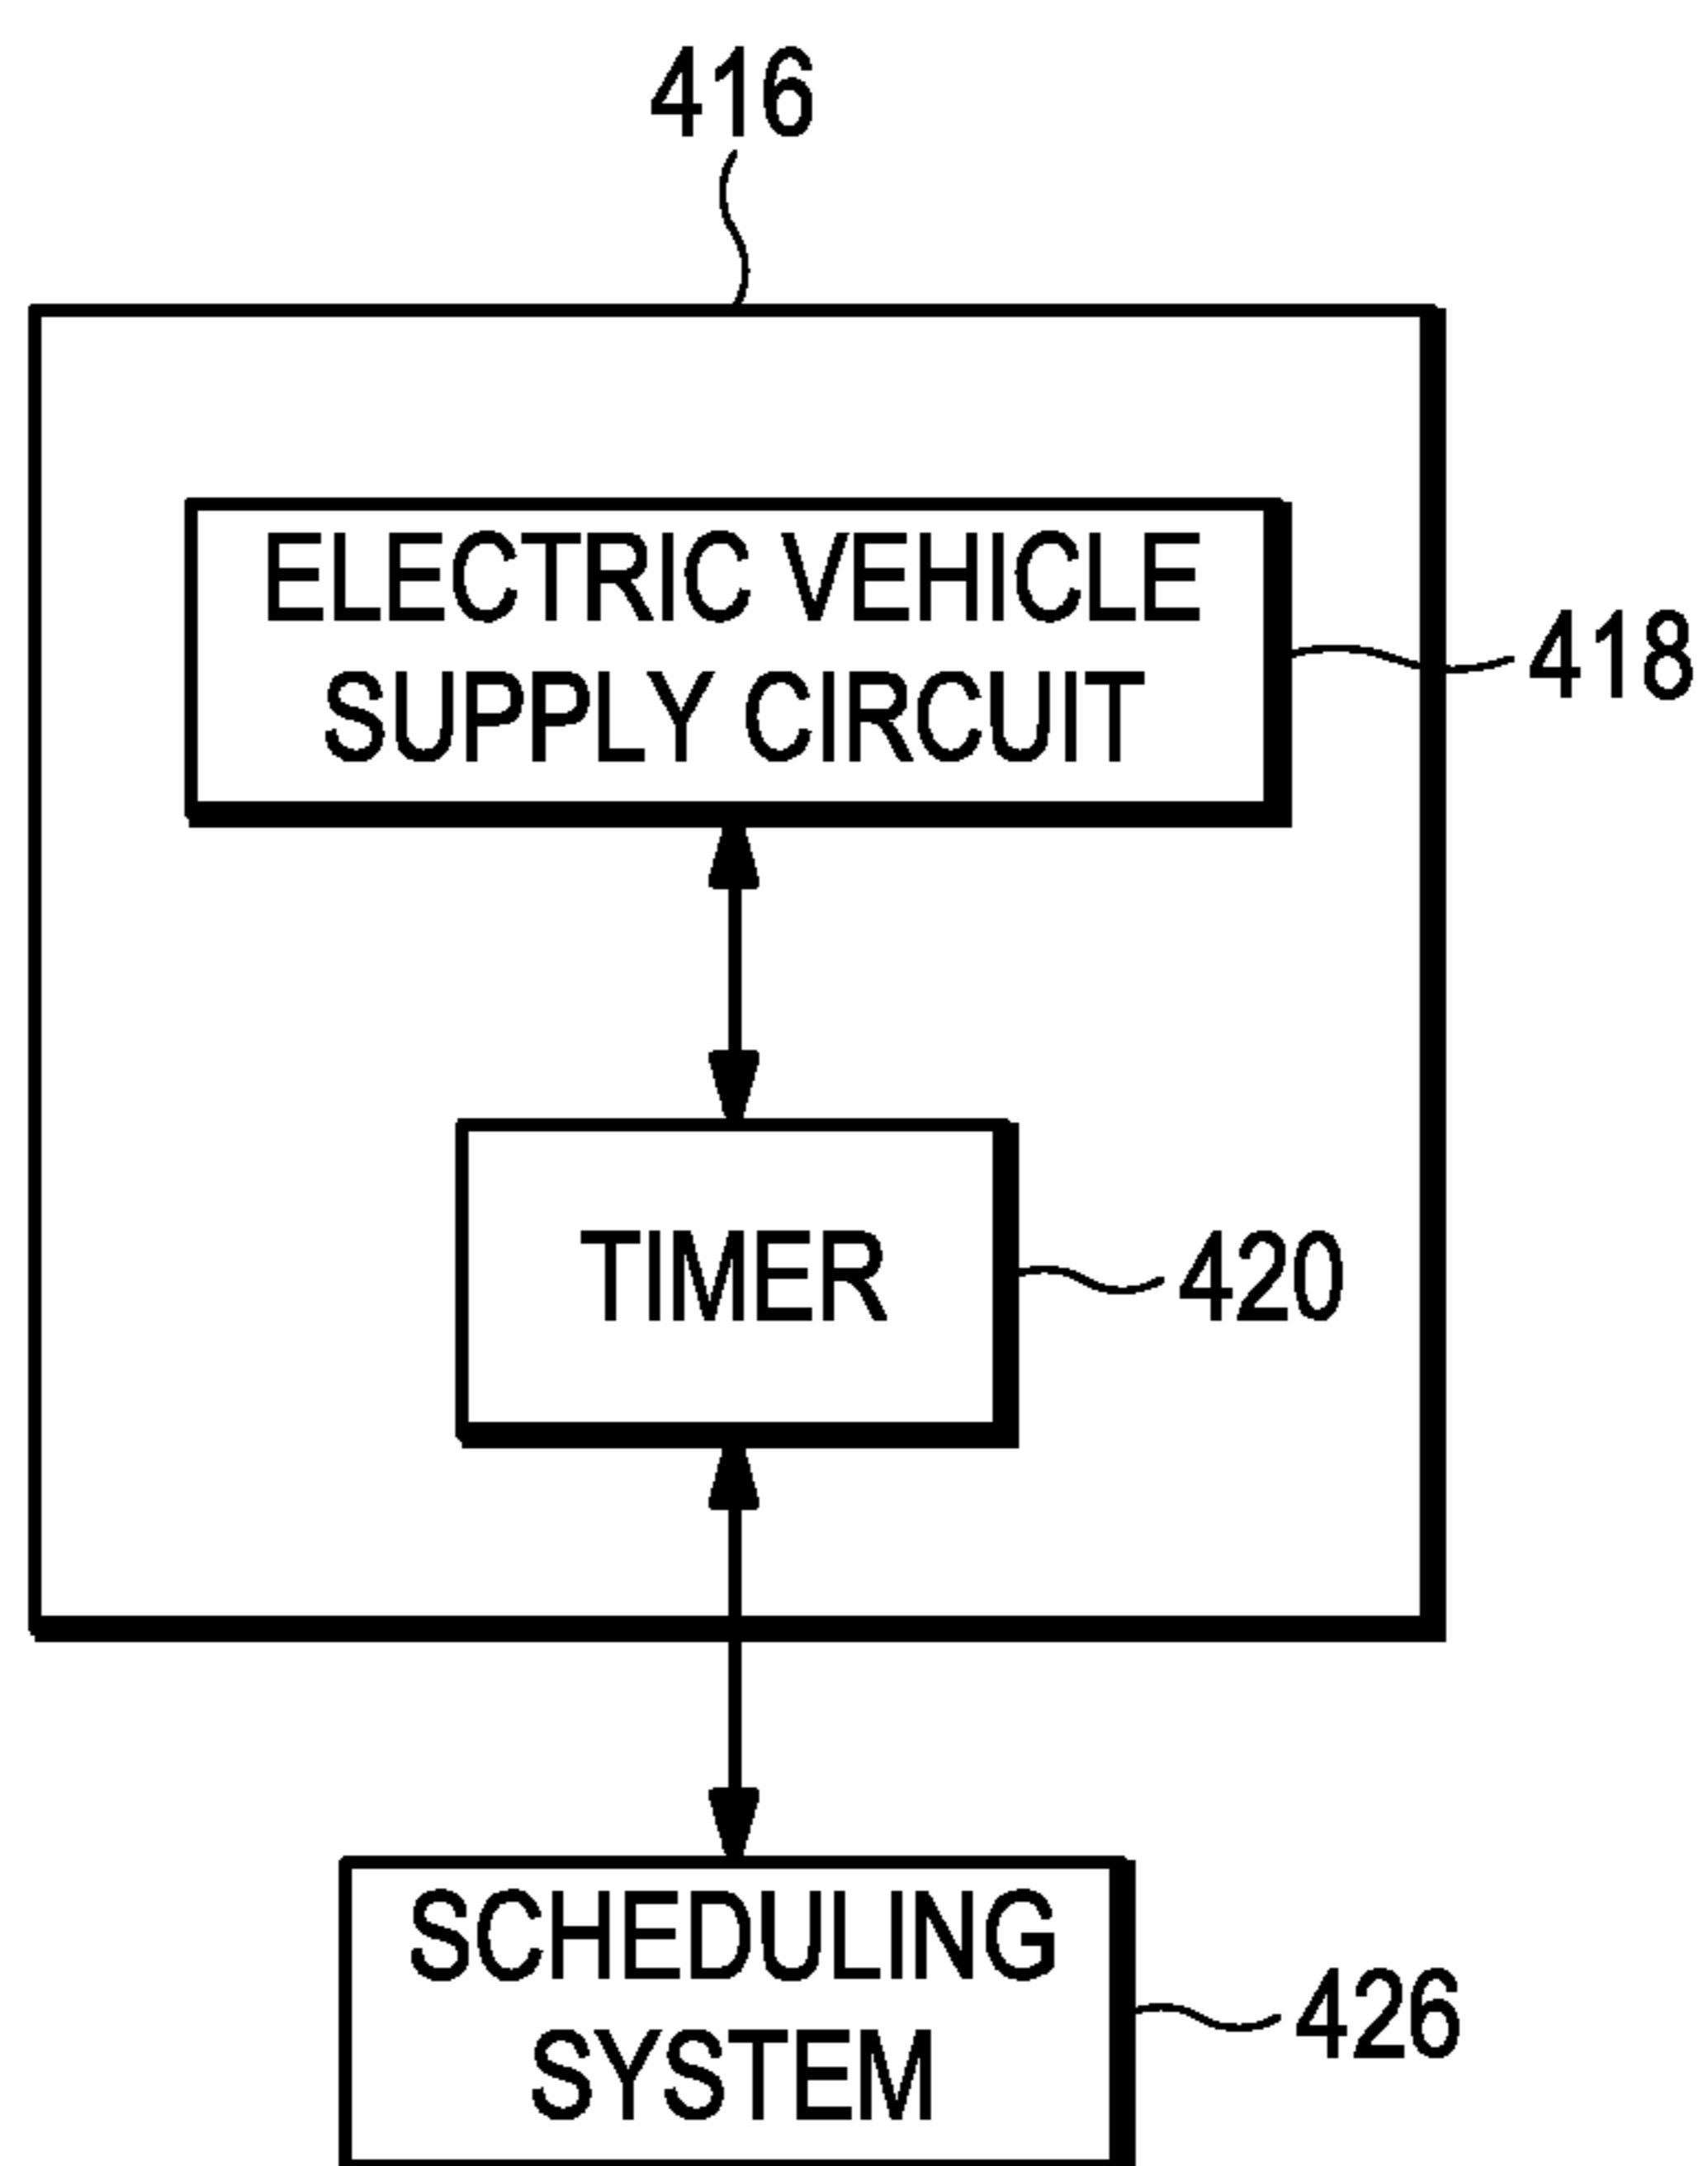 416
ELECTRIC VEHICLE
SUPPLY CIRCUIT
418
TIMER
420
SCHEDULING
SYSTEM
426